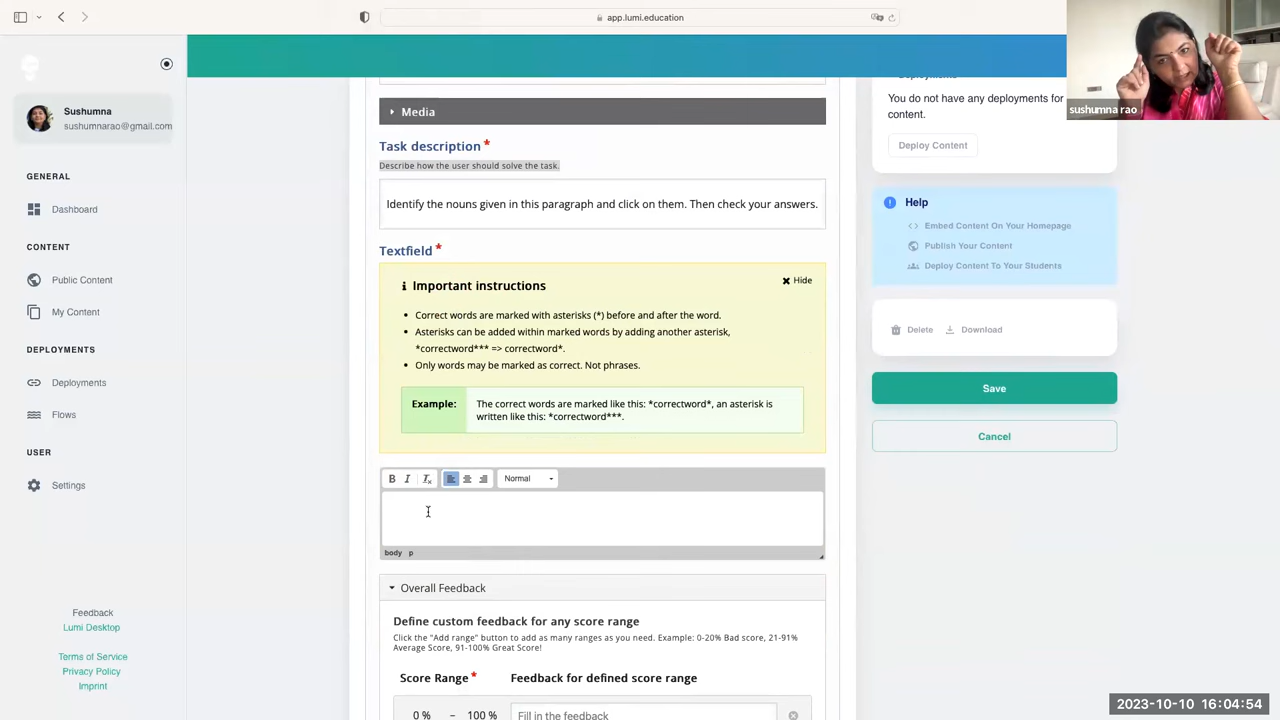 app.lumi.education
Sushumna
sushumnarao@gmail.com
GENERAL
Dashboard
CONTENT
Public Content
My Content
DEPLOYMENTS
Deployments
Flows
USER
Settings
Feedback
Lumi Desktop
Terms of Service
Privacy Policy
Imprint
Media
Task description *
Describe how the user should solve the task.
Identify the nouns given in this paragraph and click on them. Then check your answers.
Textfield *
Important instructions
Hide
Correct words are marked with asterisks (*) before and after the word.
Asterisks can be added within marked words by adding another asterisk,
*correctword*** => correctword*.
Only words may be marked as correct. Not phrases.
Example:
The correct words are marked like this: *correctword*, an asterisk is
written like this: *correctword***.
B I Tx Normal
body p
Overall Feedback
Define custom feedback for any score range
Click the "Add range" button to add as many ranges as you need. Example: 0-20% Bad score, 21-91%
Average Score, 91-100% Great Score!
Score Range * Feedback for defined score range
0 % – 100 % Fill in the feedback
You do not have any deployments for
content.
Deploy Content
Help
Embed Content On Your Homepage
Publish Your Content
Deploy Content To Your Students
Delete Download
Save
Cancel
sushumna rao
2023-10-10 16:04:54